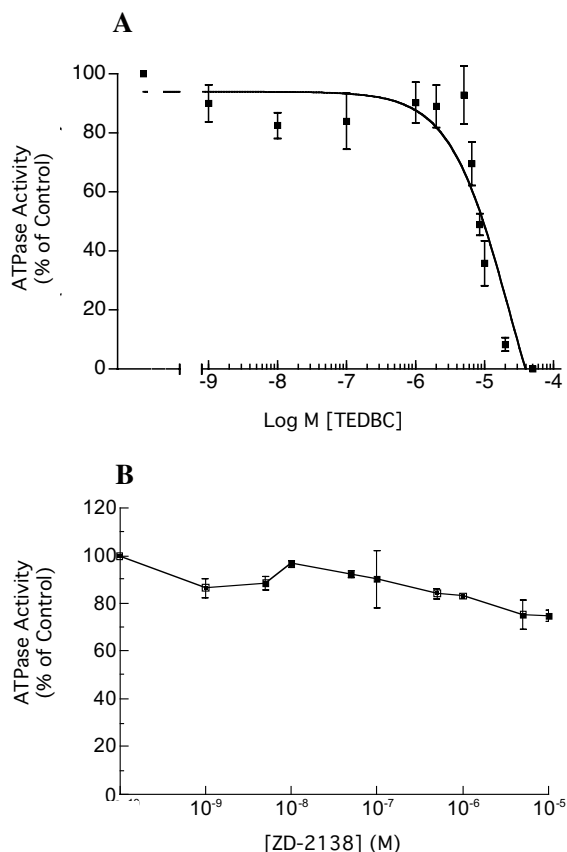 A
ATPase Activity
(% of Control)
100
80
60
40
20
0
-9 -8 -7 -6 -5 -4
Log M [TEDBC]
B
ATPase Activity
(% of Control)
120
100
80
60
40
20
0
10-9 10-8 10-7 10-6 10-5
[ZD-2138] (M)